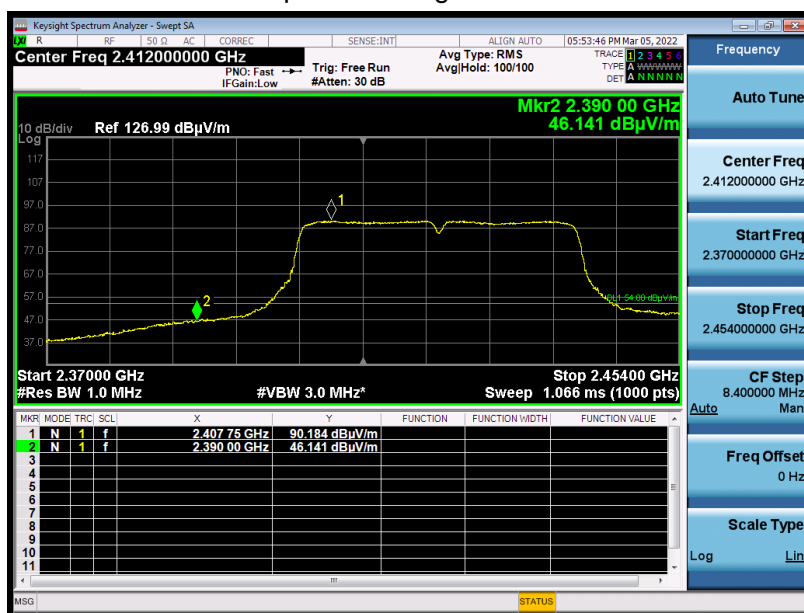 Keysight Spectrum Analyzer - Swept SA
LXI R RF 50 Ω AC CORREC SENSE:INT ALIGN AUTO 05:53:46 PM Mar 05, 2022
Center Freq 2.412000000 GHz
PNO: Fast
IFGain:Low
Trig: Free Run
#Atten: 30 dB
Avg Type: RMS
Avg|Hold: 100/100
TRACE 1 2 3 4 5 6
TYPE A WWWWW
DET A N N N N N
Mkr2 2.390 00 GHz
46.141 dBµV/m
10 dB/div Ref 126.99 dBµV/m
Log
117
107
97.0
87.0
77.0
67.0
57.0
47.0
37.0
1
2
DL1 54.00 dBµV/m
Start 2.37000 GHz Stop 2.45400 GHz
#Res BW 1.0 MHz #VBW 3.0 MHz* Sweep 1.066 ms (1000 pts)
MKR MODE TRC SCL X Y FUNCTION FUNCTION WIDTH FUNCTION VALUE
1 N 1 f 2.407 75 GHz 90.184 dBµV/m
2 N 1 f 2.390 00 GHz 46.141 dBµV/m
3
4
5
6
7
8
9
10
11
MSG STATUS
Frequency
Auto Tune
Center Freq
2.412000000 GHz
Start Freq
2.370000000 GHz
Stop Freq
2.454000000 GHz
CF Step
8.400000 MHz
Auto Man
Freq Offset
0 Hz
Scale Type
Log Lin